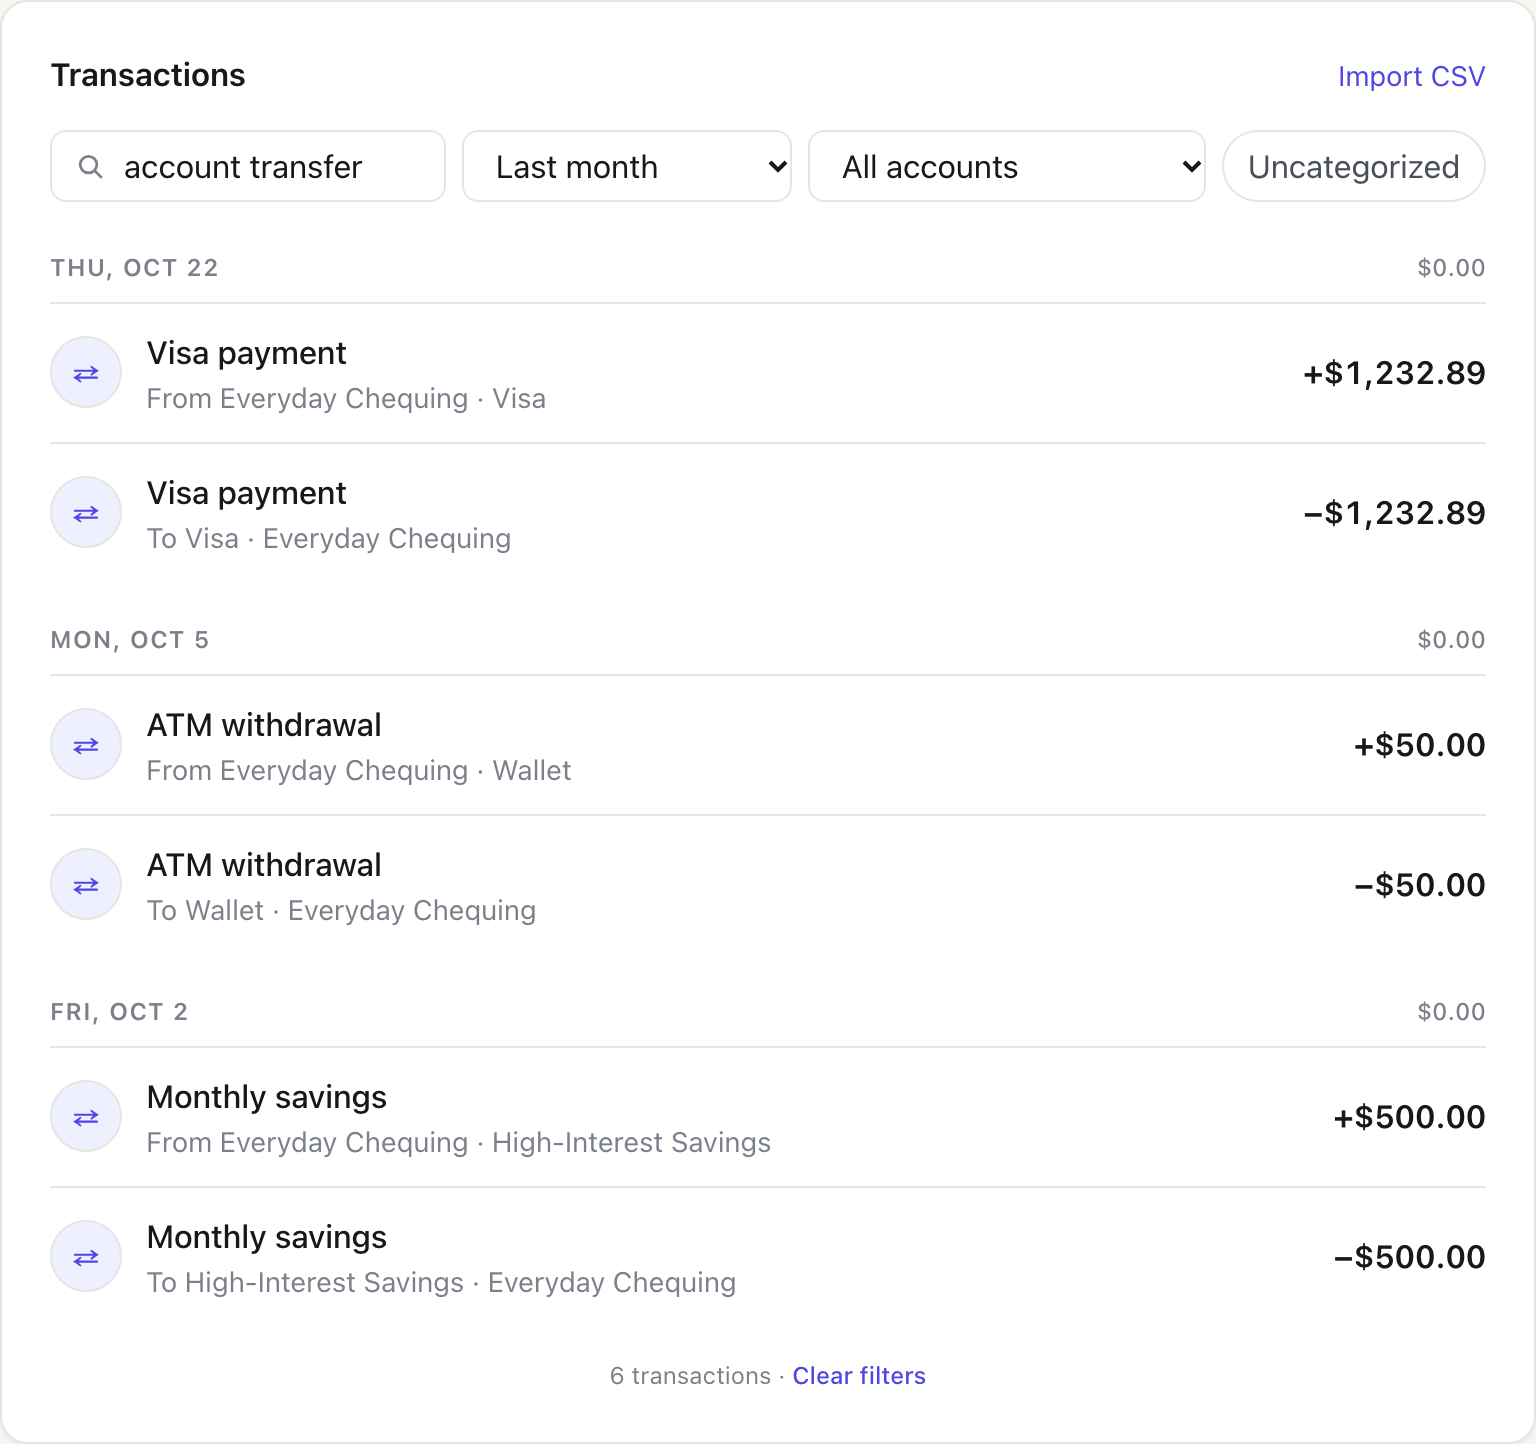 Transactions
Import CSV
account transfer
Last month
All accounts
Uncategorized
THU, OCT 22
$0.00
Visa payment
From Everyday Chequing · Visa
+$1,232.89
Visa payment
To Visa · Everyday Chequing
−$1,232.89
MON, OCT 5
$0.00
ATM withdrawal
From Everyday Chequing · Wallet
+$50.00
ATM withdrawal
To Wallet · Everyday Chequing
−$50.00
FRI, OCT 2
$0.00
Monthly savings
From Everyday Chequing · High-Interest Savings
+$500.00
Monthly savings
To High-Interest Savings · Everyday Chequing
−$500.00
6 transactions · Clear filters